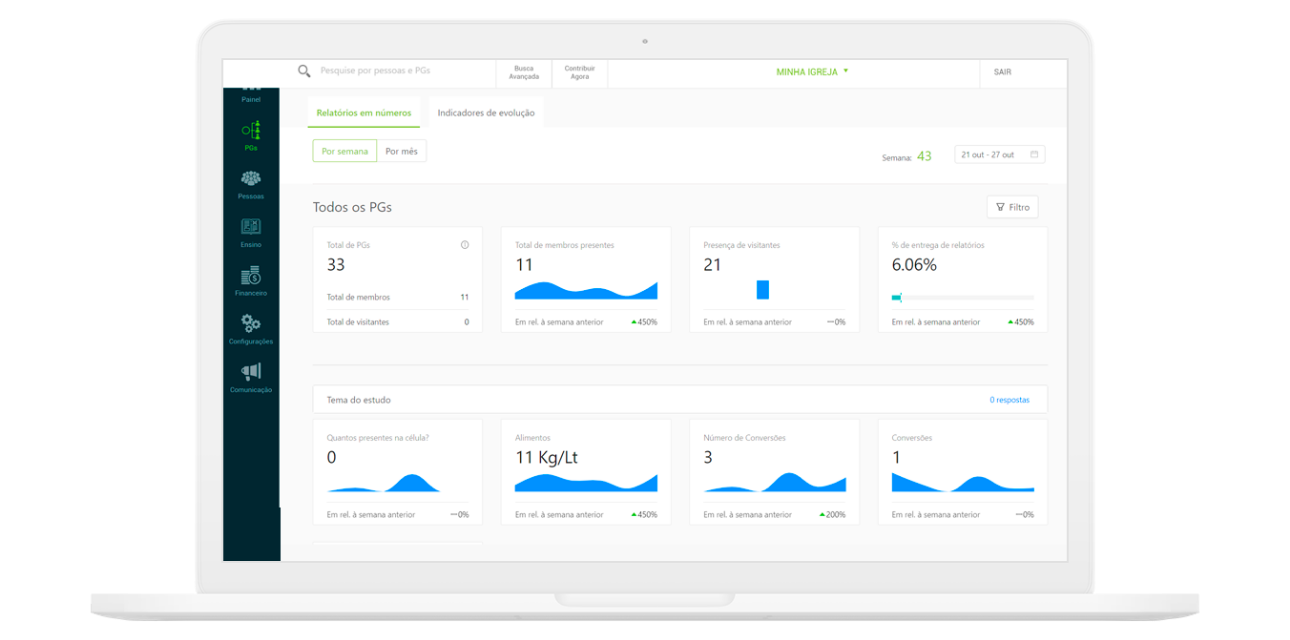 Pesquise por pessoas e PGs
Busca
Avançada
Contribuir
Agora
MINHA IGREJA
SAIR
Painel
PGs
Pessoas
Ensino
Financeiro
Configurações
Comunicação
Relatórios em números
Indicadores de evolução
Por semana
Por mês
Semana: 43
21 out - 27 out
Todos os PGs
Filtro
Total de PGs
33
Total de membros 11
Total de visitantes 0
Total de membros presentes
11
Em rel. à semana anterior 450%
Presença de visitantes
21
Em rel. à semana anterior 0%
% de entrega de relatórios
6.06%
Em rel. à semana anterior 450%
Tema do estudo
0 respostas
Quantos presentes na célula?
0
Em rel. à semana anterior 0%
Alimentos
11 Kg/Lt
Em rel. à semana anterior 450%
Número de Conversões
3
Em rel. à semana anterior 200%
Conversões
1
Em rel. à semana anterior 0%